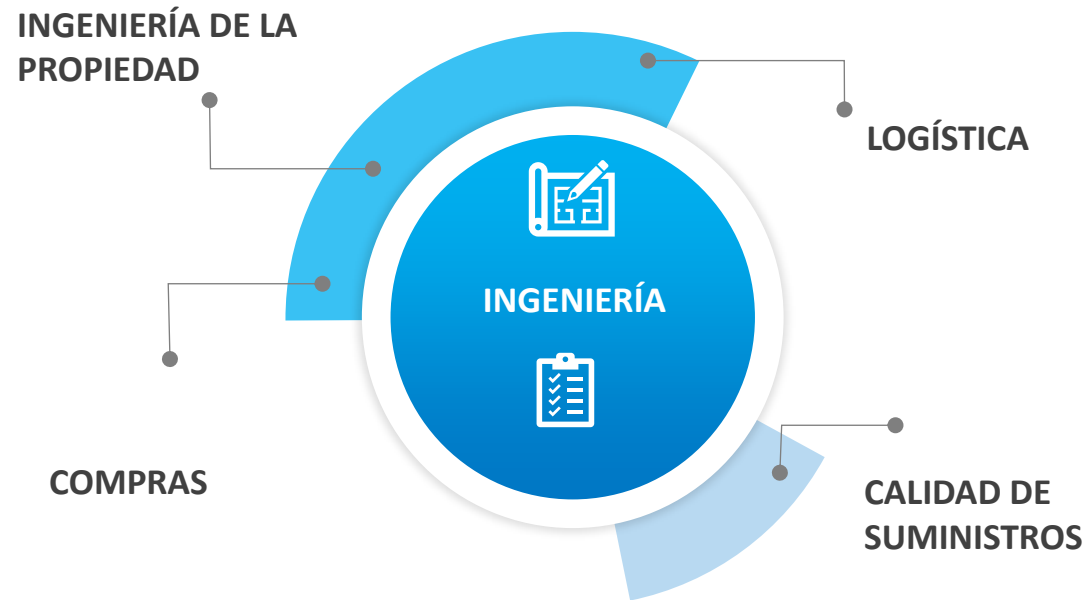 INGENIERÍA DE LA
PROPIEDAD
LOGÍSTICA
INGENIERÍA
COMPRAS
CALIDAD DE
SUMINISTROS